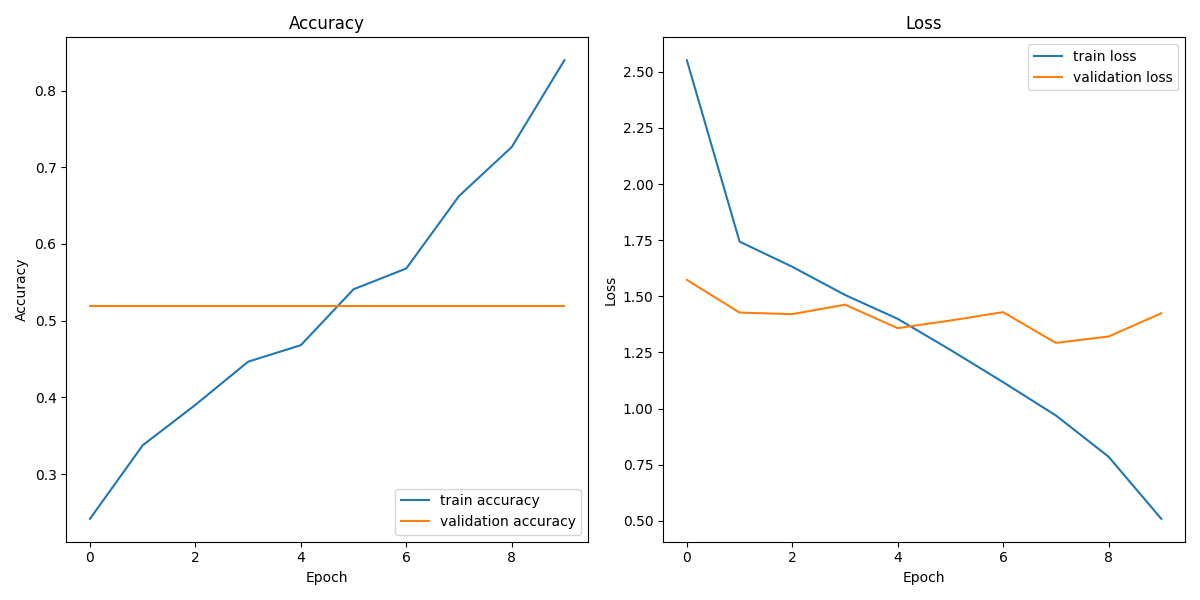 Accuracy
Accuracy
0.8
0.7
0.6
0.5
0.4
0.3
train accuracy
validation accuracy
0 2 4 6 8
Epoch
Loss
Loss
2.50
2.25
2.00
1.75
1.50
1.25
1.00
0.75
0.50
train loss
validation loss
0 2 4 6 8
Epoch